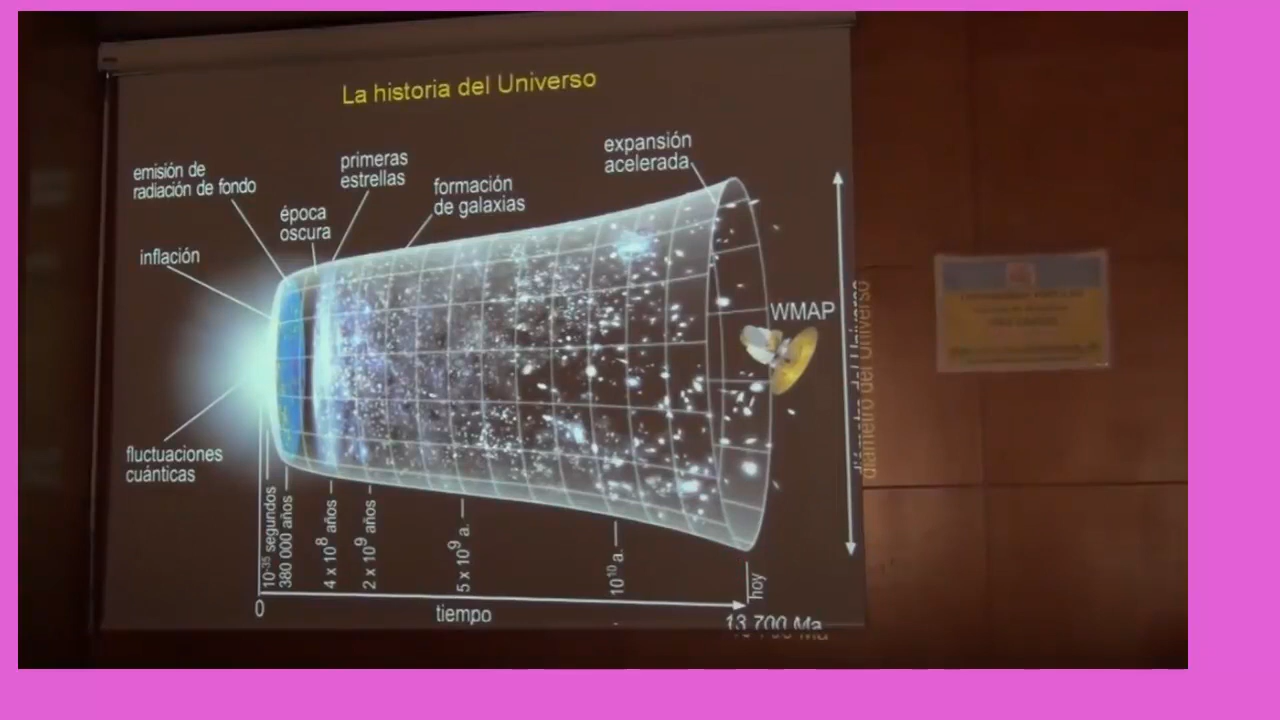 La historia del Universo
emisión de
radiación de fondo
primeras
estrellas
formación
de galaxias
expansión
acelerada
época
oscura
inflación
WMAP
diámetro del Universo
fluctuaciones
cuánticas
10⁻³⁵ segundos
380 000 años
4 x 10⁸ años
2 x 10⁹ años
5 x 10⁹ a.
10¹⁰ a.
hoy
0
tiempo
13 700 Ma